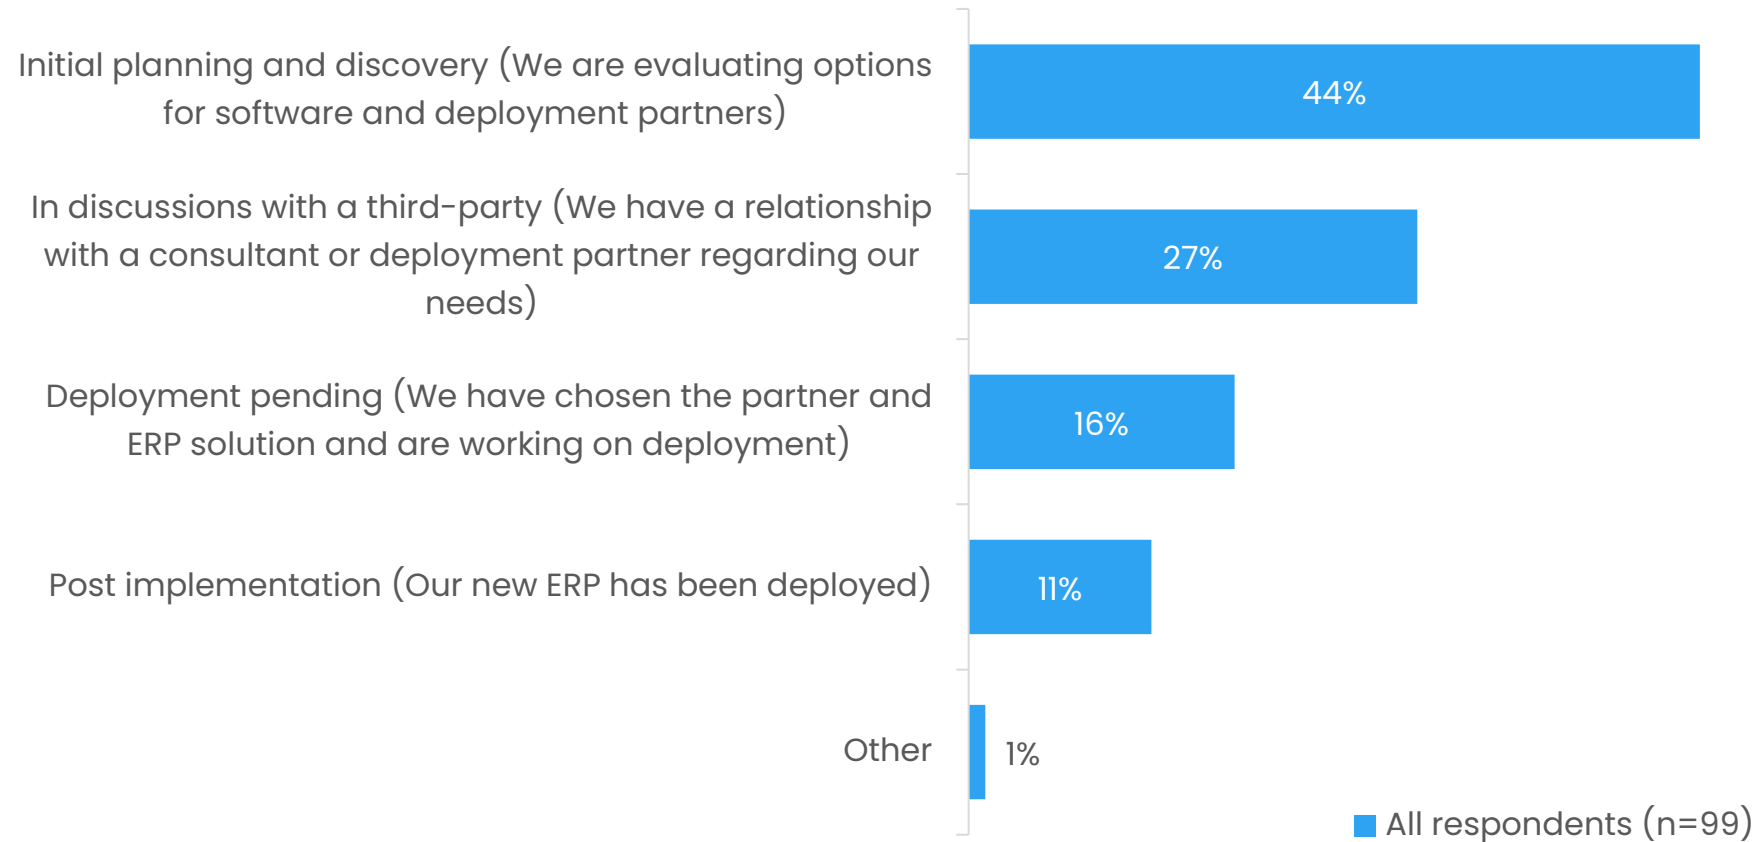 Initial planning and discovery (We are evaluating options
for software and deployment partners)
44%
In discussions with a third-party (We have a relationship
with a consultant or deployment partner regarding our
needs)
27%
Deployment pending (We have chosen the partner and
ERP solution and are working on deployment)
16%
Post implementation (Our new ERP has been deployed)
11%
Other
1%
All respondents (n=99)